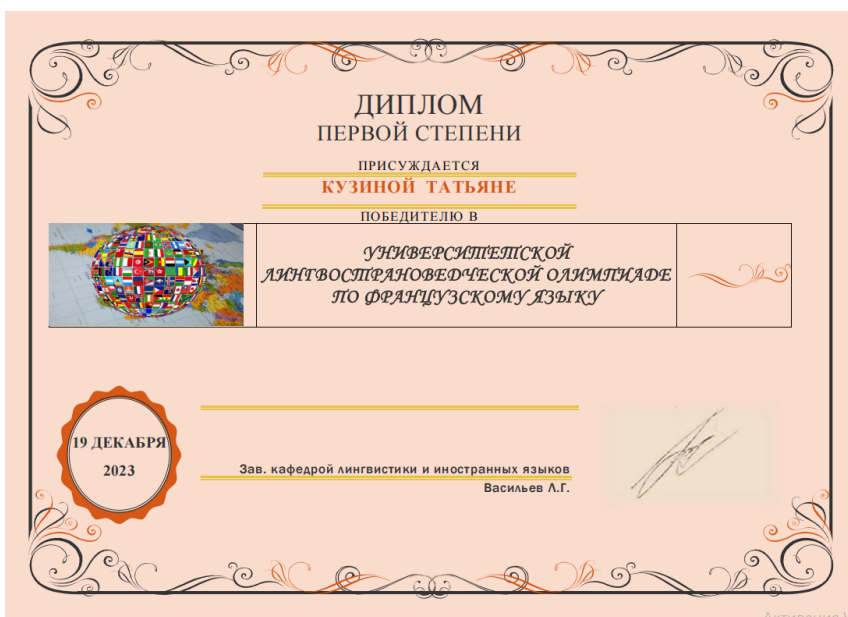 ДИПЛОМ
ПЕРВОЙ СТЕПЕНИ
ПРИСУЖДАЕТСЯ
КУЗИНОЙ ТАТЬЯНЕ
ПОБЕДИТЕЛЮ В
УНИВЕРСИТЕТСКОЙ
ЛИНГВОСТРАНОВЕДЧЕСКОЙ ОЛИМПИАДЕ
ПО ФРАНЦУЗСКОМУ ЯЗЫКУ
19 ДЕКАБРЯ
2023
Зав. кафедрой лингвистики и иностранных языков
Васильев Л.Г.